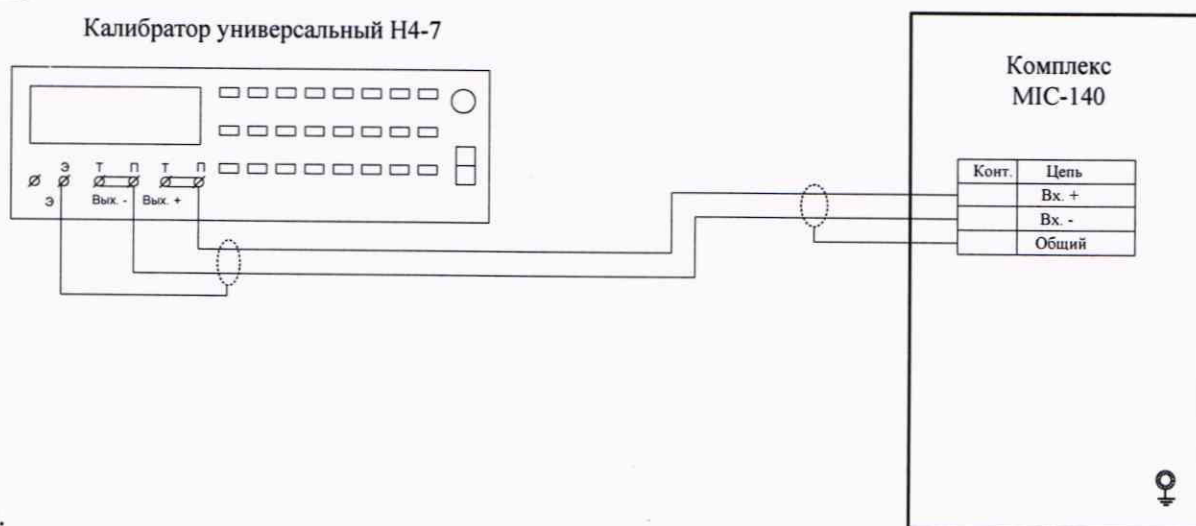 Калибратор универсальный Н4-7
Комплекс
MIC-140
Э Т П Т П
Э Вых. - Вых. +
Конт. Цепь
Вх. +
Вх. -
Общий